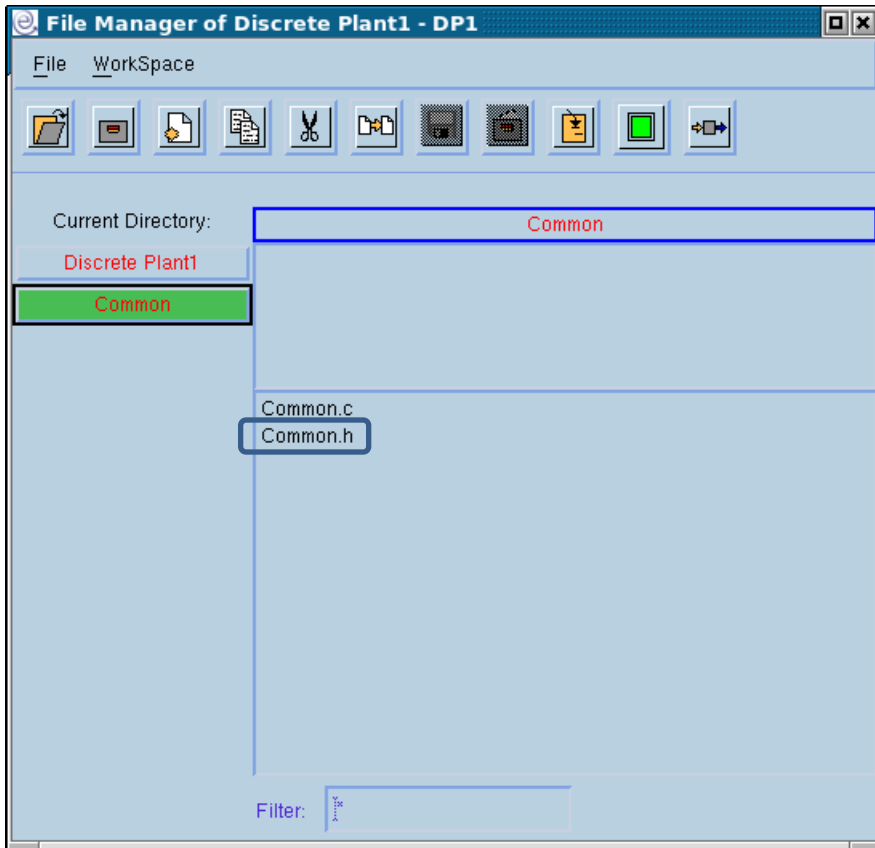 File Manager of Discrete Plant1 - DP1
File WorkSpace
Current Directory:
Common
Discrete Plant1
Common
Common.c
Common.h
Filter: *